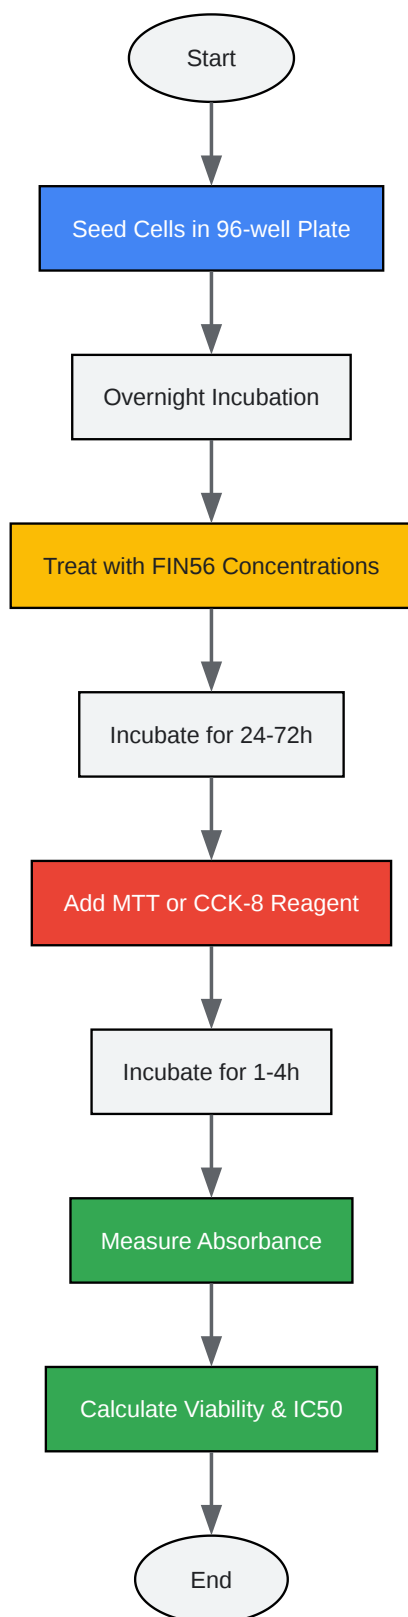 Start
Seed Cells in 96-well Plate
Overnight Incubation
Treat with FIN56 Concentrations
Incubate for 24-72h
Add MTT or CCK-8 Reagent
Incubate for 1-4h
Measure Absorbance
Calculate Viability & IC50
End